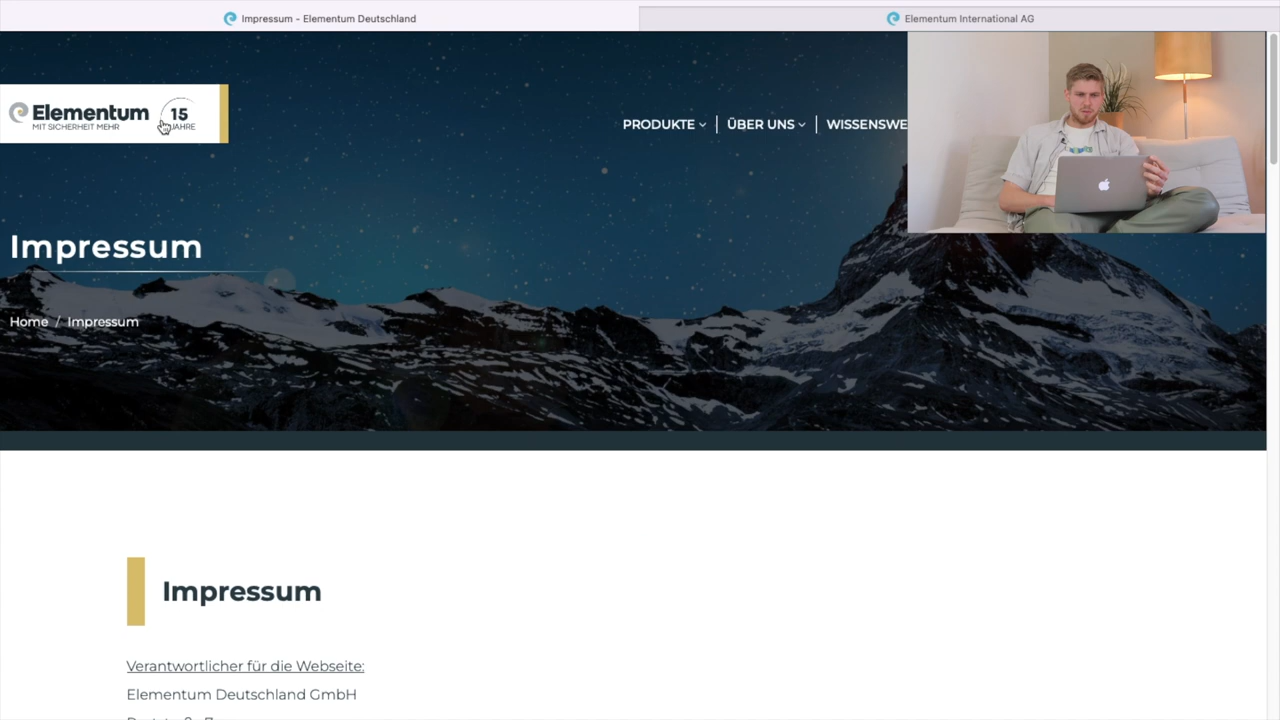 Impressum - Elementum Deutschland
Elementum International AG
Elementum
MIT SICHERHEIT MEHR
15
JAHRE
PRODUKTE
ÜBER UNS
WISSENSWE
Impressum
Home / Impressum
Impressum
Verantwortlicher für die Webseite:
Elementum Deutschland GmbH